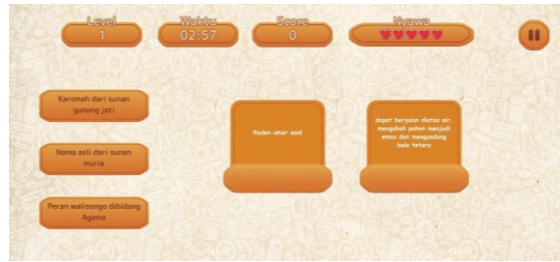 Level
1
Waktu
02:57
Score
0
Nyawa
Karomah dari sunan
gunung jati
Nama asli dari sunan
muria
Peran walisongo dibidang
Agama
Raden umar said
dapat berjalan diatas air,
mengubah pohon menjadi
emas dan mengundang
bala tetara